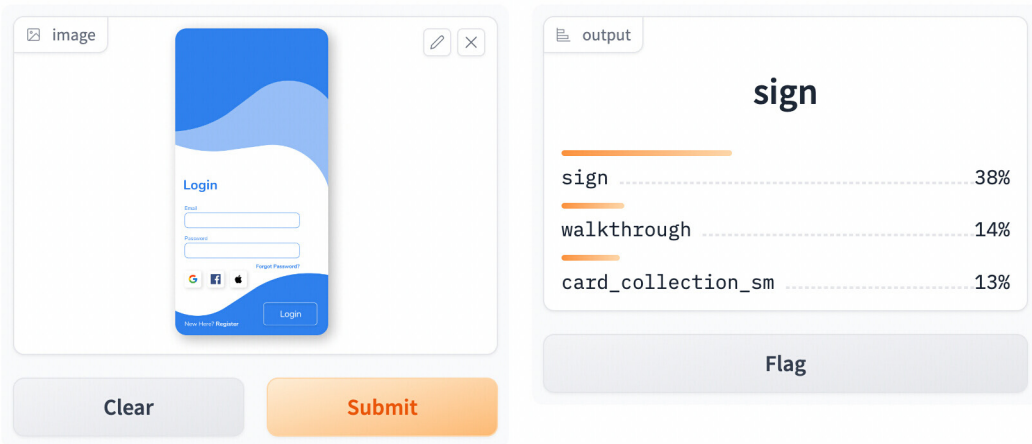 image
Login
Email
Password
Forgot Password?
Login
New Here? Register
Clear
Submit
output
sign
sign 38%
walkthrough 14%
card_collection_sm 13%
Flag